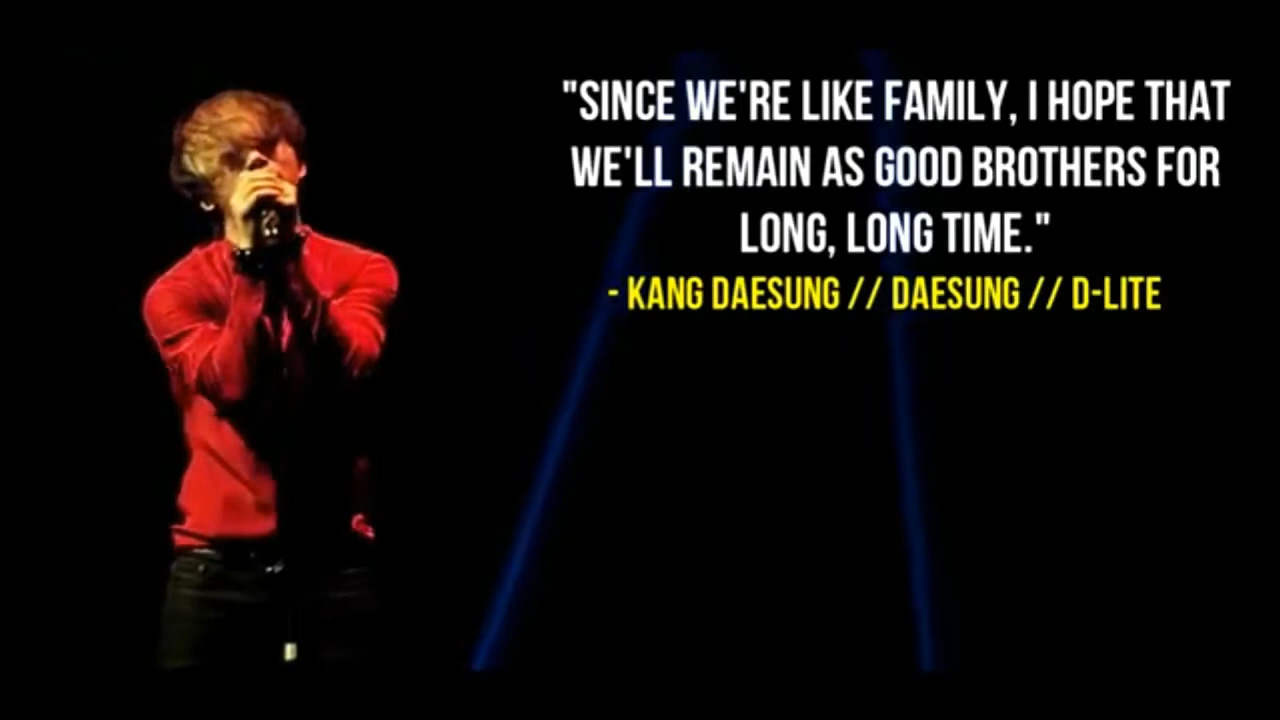 "SINCE WE'RE LIKE FAMILY, I HOPE THAT
WE'LL REMAIN AS GOOD BROTHERS FOR
LONG, LONG TIME."
- KANG DAESUNG // DAESUNG // D-LITE